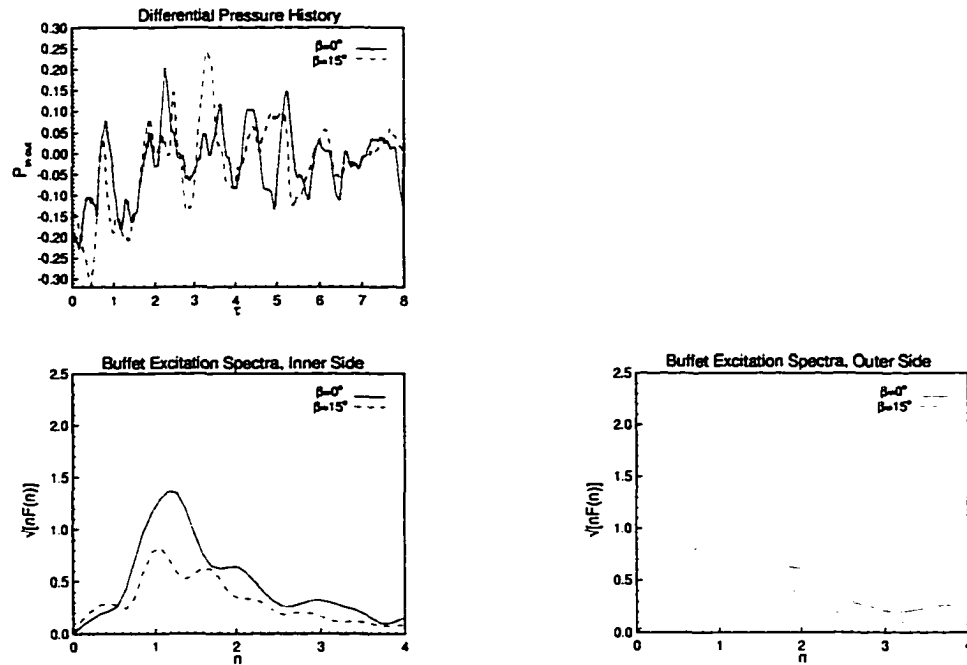 Differential Pressure History
β=0°
β=15°
0.30
0.25
0.20
0.15
0.10
0.05
0.00
-0.05
-0.10
-0.15
-0.20
-0.25
-0.30
P in out
0 1 2 3 4 5 6 7 8
τ
Buffet Excitation Spectra, Inner Side
β=0°
β=15°
2.5
2.0
1.5
1.0
0.5
0.0
√[nF(n)]
0 1 2 3 4
n
Buffet Excitation Spectra, Outer Side
β=0°
β=15°
2.5
2.0
1.5
1.0
0.5
0.0
√[nF(n)]
0 1 2 3 4
n